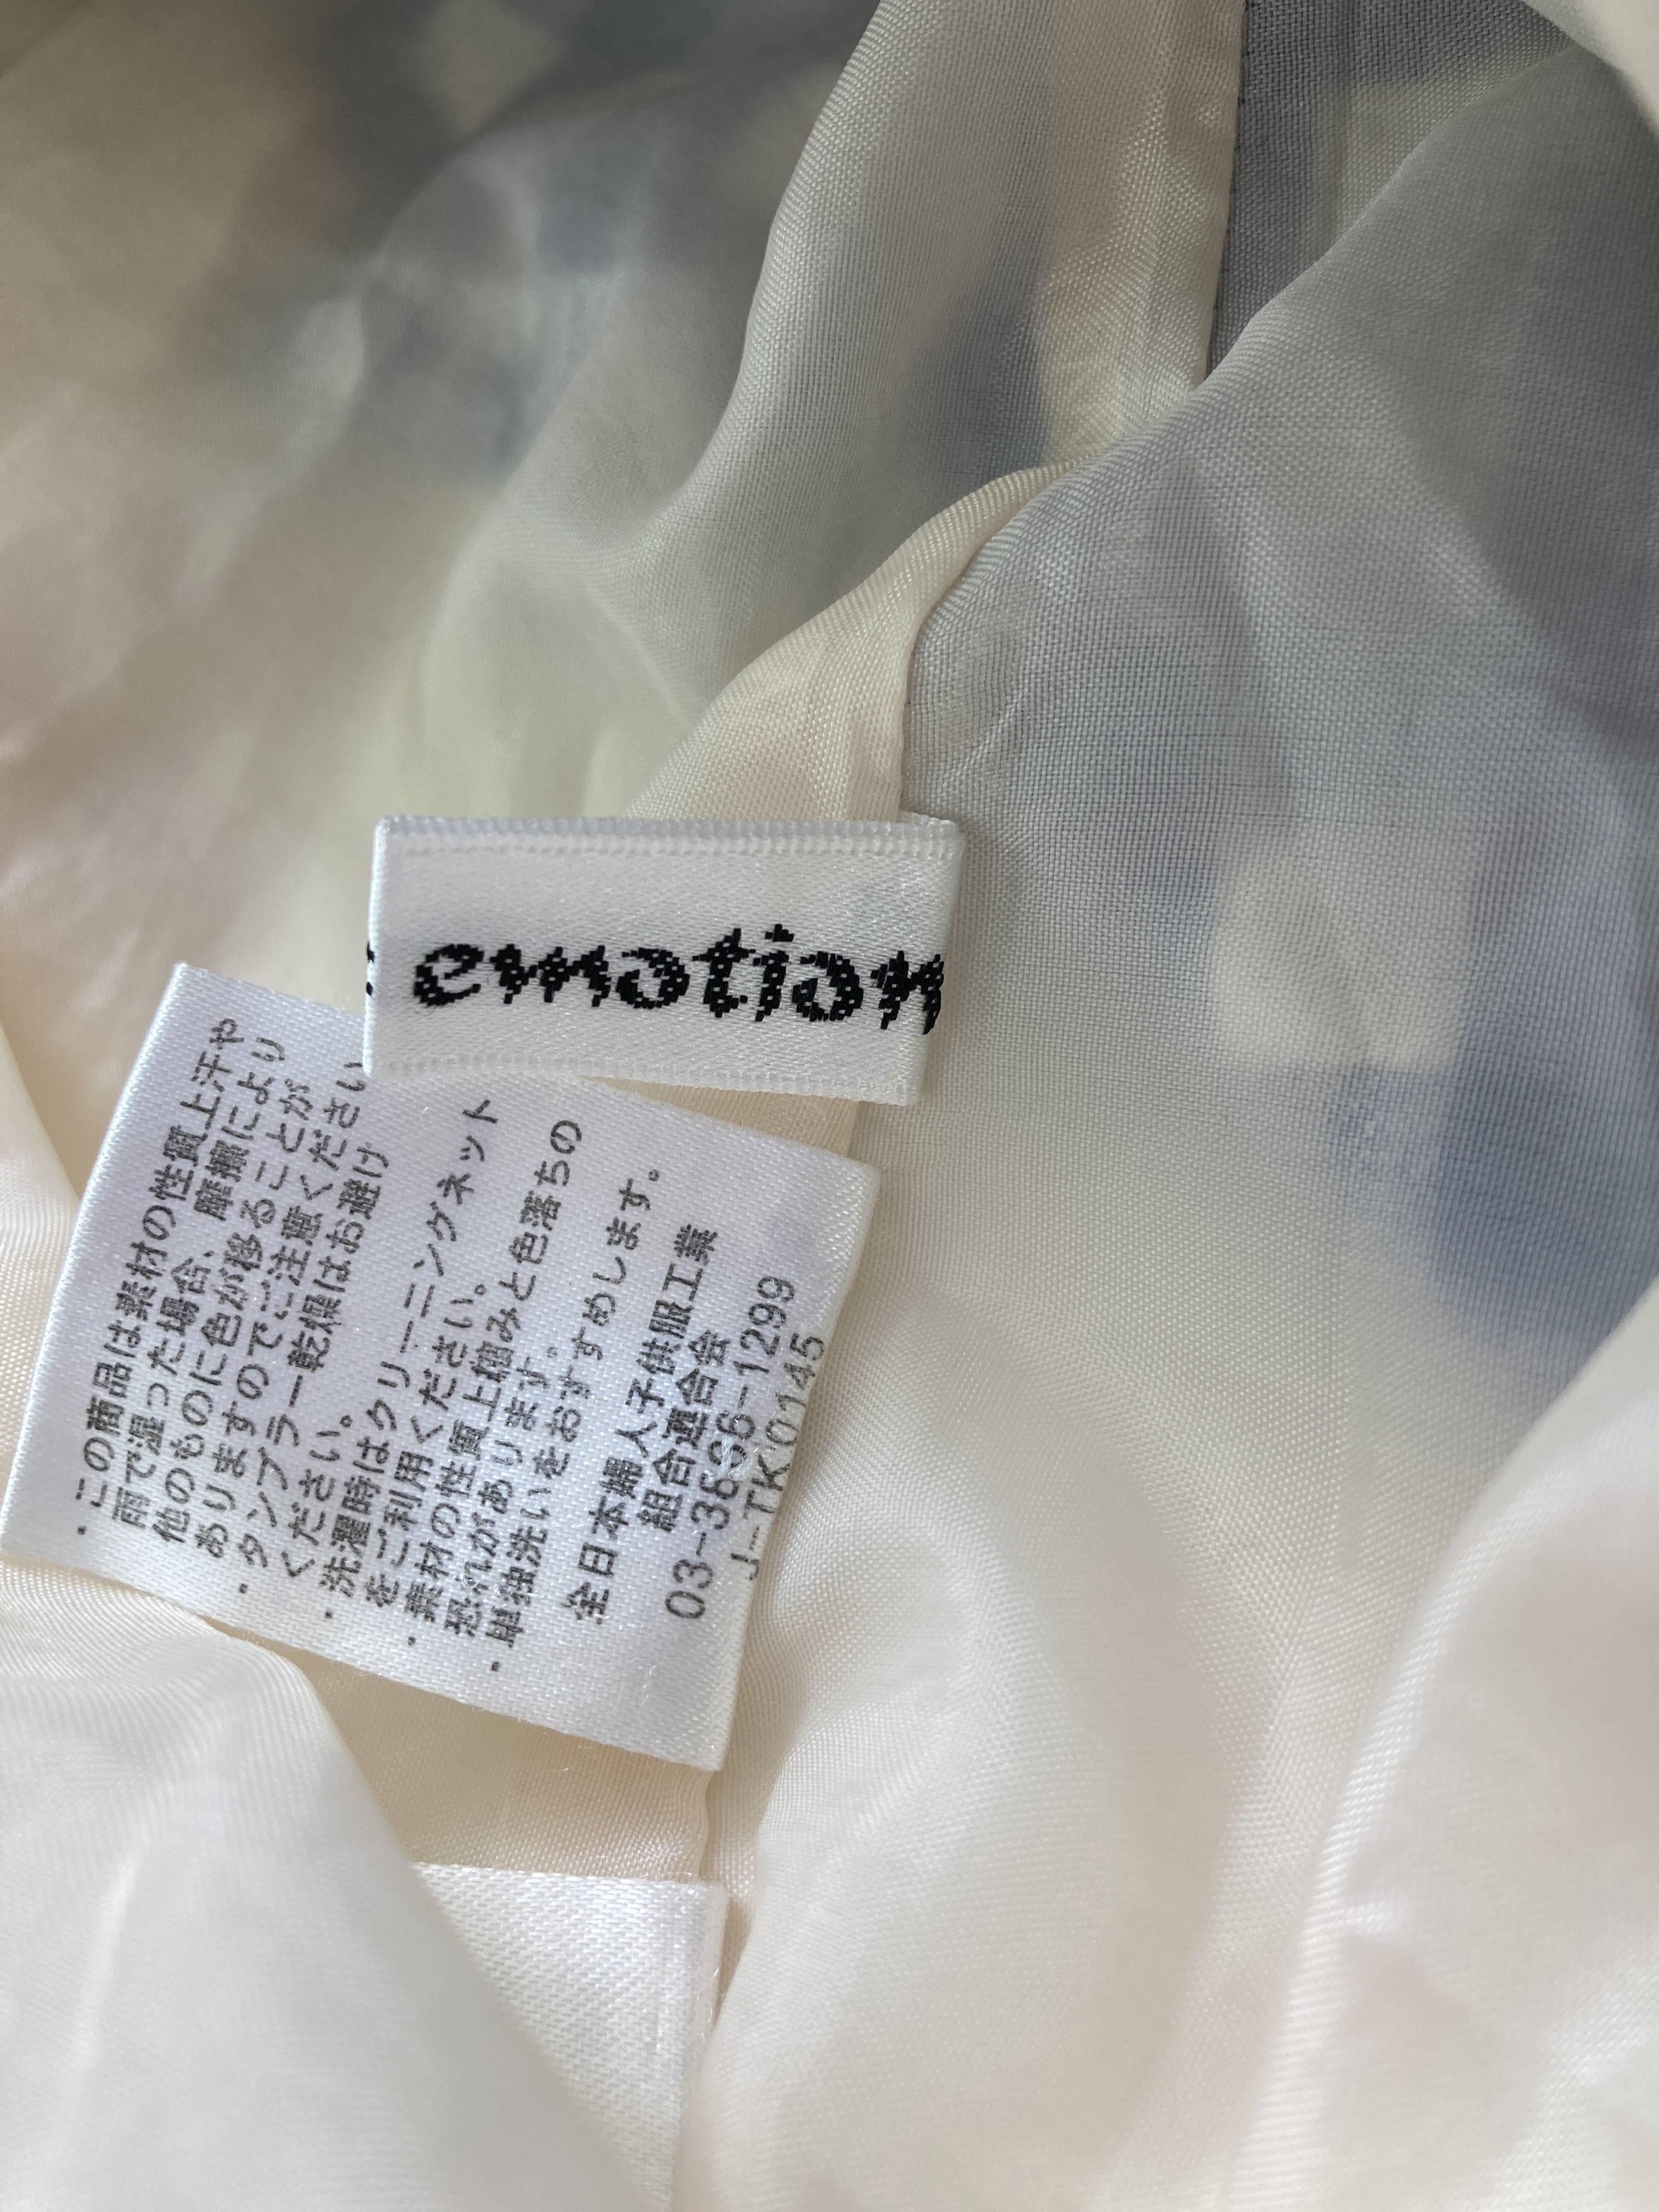 emotion
・この商品は素材の性質上汗や
雨で湿った場合、摩擦により
他のものに色が移ることが
ありますのでご注意ください
・タンブラー乾燥はお避け
ください。
・洗濯時はクリーニングネット
をご利用ください。
・素材の性質上縮みと色落ちの
恐れがあります。
・単独洗いをおすすめします。
全日本婦人子供服工業
組合連合会
03-3666-1299
J-TK0145